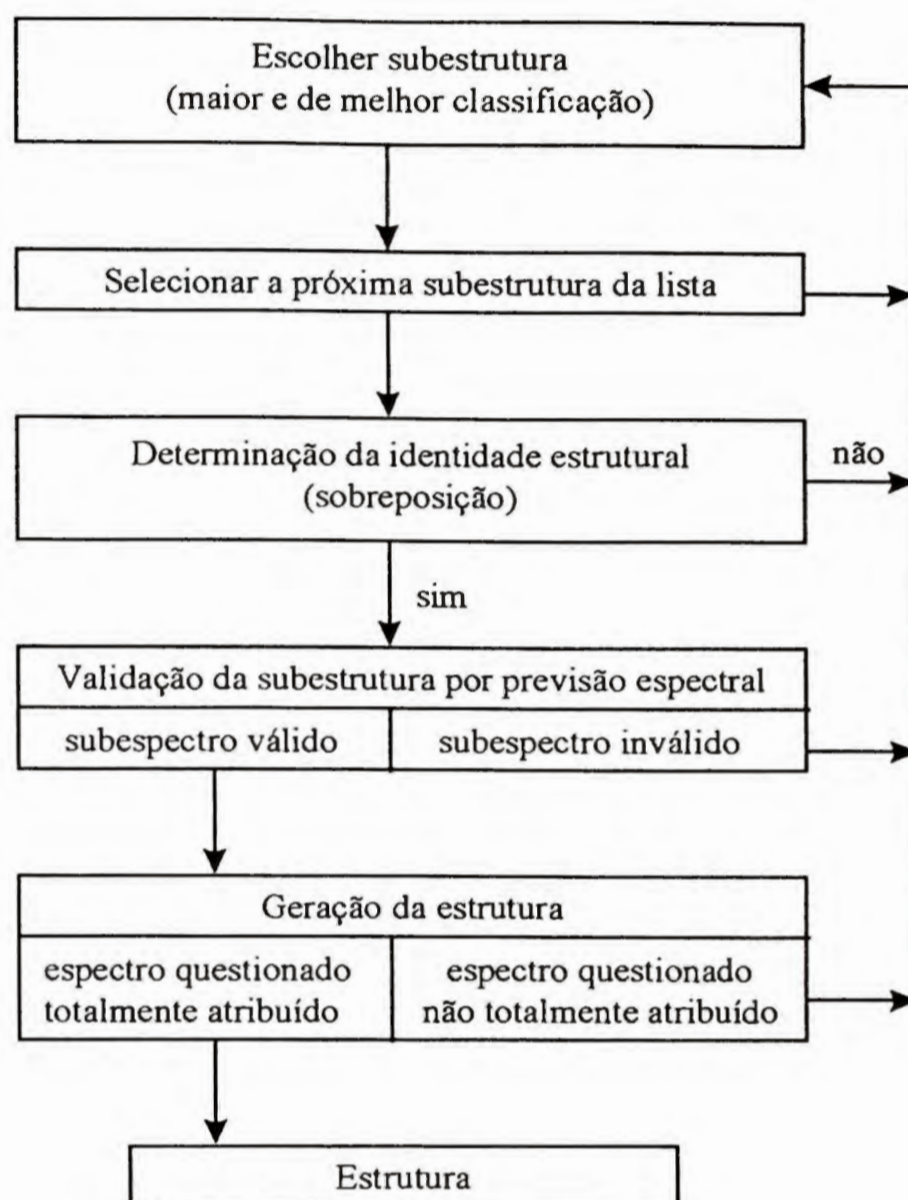 Escolher subestrutura
(maior e de melhor classificação)
Selecionar a próxima subestrutura da lista
Determinação da identidade estrutural
(sobreposição)
não
sim
Validação da subestrutura por previsão espectral
subespectro válido
subespectro inválido
Geração da estrutura
espectro questionado
totalmente atribuído
espectro questionado
não totalmente atribuído
Estrutura